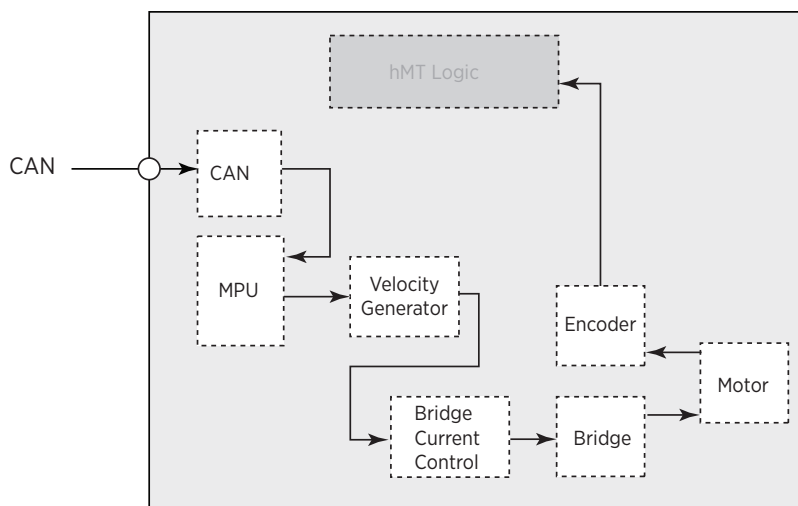 hMT Logic
CAN
CAN
MPU
Velocity
Generator
Encoder
Motor
Bridge
Current
Control
Bridge